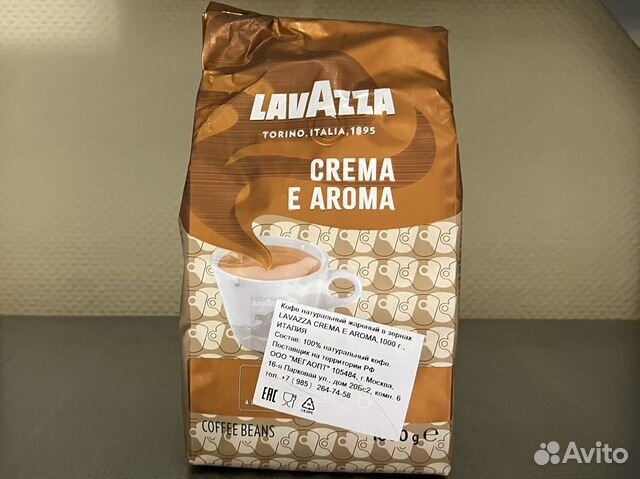 LAVAZZA
TORINO, ITALIA, 1895
CREMA
E AROMA
Кофе натуральный жареный в зернах
LAVAZZA CREMA E AROMA, 1000 г.,
ИТАЛИЯ
Состав: 100% натуральный кофе.
Поставщик на территории РФ
ООО "МЕГАОПТ" 105484, г.Москва,
16-я Парковая ул., дом 20Бс2, комн. 6
тел. +7 (985) 264-74-58
EAC
COFFEE BEANS
g e
Avito